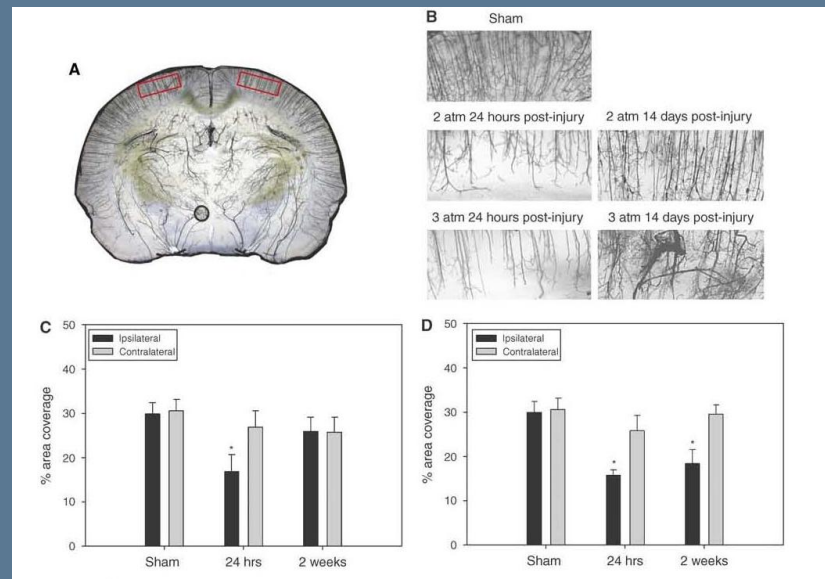 A
B
Sham
2 atm 24 hours post-injury
2 atm 14 days post-injury
3 atm 24 hours post-injury
3 atm 14 days post-injury
C
50
40
30
20
10
0
% area coverage
Ipsilateral
Contralateral
*
Sham
24 hrs
2 weeks
D
50
40
30
20
10
0
% area coverage
Ipsilateral
Contralateral
*
*
Sham
24 hrs
2 weeks